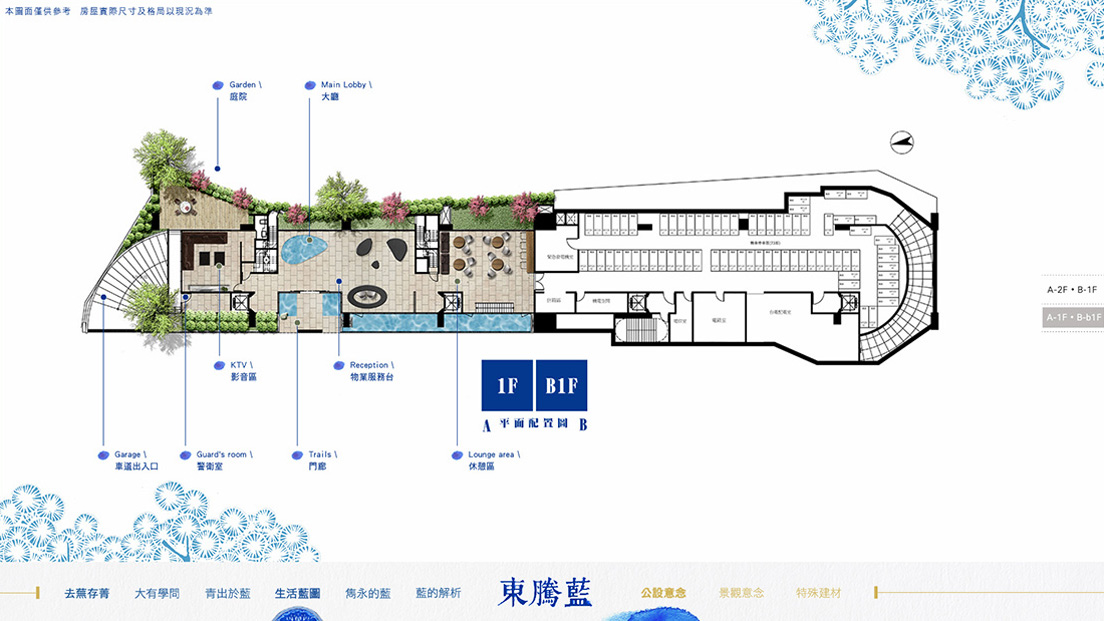 本圖面僅供參考 房屋實際尺寸及格局以現況為準
Garden \
庭院
Main Lobby \
大廳
A-2F・B-1F
A-1F・B-b1F
KTV \
影音區
Reception \
物業服務台
1F
B1F
A 平面配置圖 B
Garage \
車道出入口
Guard's room \
警衛室
Trails \
門廊
Lounge area \
休憩區
去蕪存菁
大有學問
青出於藍
生活藍圖
雋永的藍
藍的解析
東騰藍
公設意念
景觀意念
特殊建材